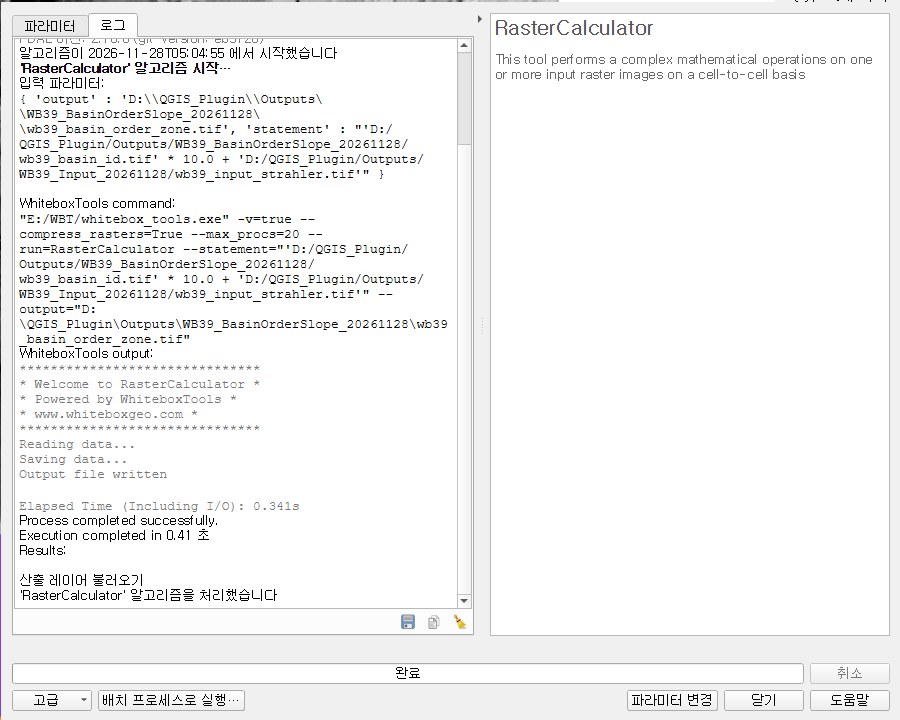 파라미터
로그
알고리즘이 2026-11-28T05:04:55 에서 시작했습니다
'RasterCalculator' 알고리즘 시작…
입력 파라미터:
{ 'output' : 'D:\\QGIS_Plugin\\Outputs\
\WB39_BasinOrderSlope_20261128\
\wb39_basin_order_zone.tif', 'statement' : "'D:/
QGIS_Plugin/Outputs/WB39_BasinOrderSlope_20261128/
wb39_basin_id.tif' * 10.0 + 'D:/QGIS_Plugin/Outputs/
WB39_Input_20261128/wb39_input_strahler.tif'" }
WhiteboxTools command:
"E:/WBT/whitebox_tools.exe" -v=true --
compress_rasters=True --max_procs=20 --
run=RasterCalculator --statement="'D:/QGIS_Plugin/
Outputs/WB39_BasinOrderSlope_20261128/
wb39_basin_id.tif' * 10.0 + 'D:/QGIS_Plugin/Outputs/
WB39_Input_20261128/wb39_input_strahler.tif'" --
output="D:
\QGIS_Plugin\Outputs\WB39_BasinOrderSlope_20261128\wb39
_basin_order_zone.tif"
WhiteboxTools output:
********************************
* Welcome to RasterCalculator *
* Powered by WhiteboxTools *
* www.whiteboxgeo.com *
********************************
Reading data...
Saving data...
Output file written
Elapsed Time (Including I/O): 0.341s
Process completed successfully.
Execution completed in 0.41 초
Results:
산출 레이어 불러오기
'RasterCalculator' 알고리즘을 처리했습니다
RasterCalculator
This tool performs a complex mathematical operations on one
or more input raster images on a cell-to-cell basis
완료
취소
고급
배치 프로세스로 실행…
파라미터 변경
닫기
도움말